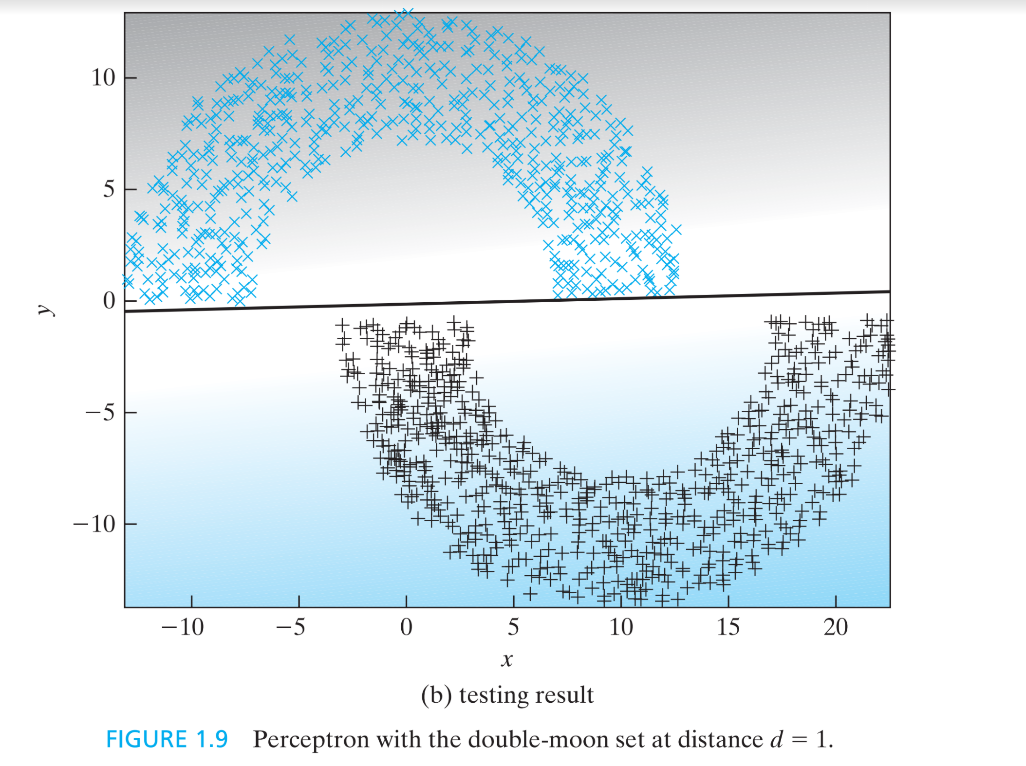 10
5
0
−5
−10
y
−10 −5 0 5 10 15 20
x
(b) testing result
FIGURE 1.9 Perceptron with the double-moon set at distance d = 1.